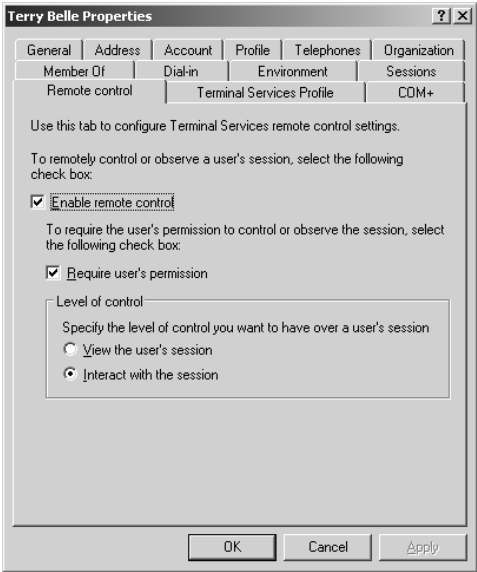 Terry Belle Properties
General Address Account Profile Telephones Organization
Member Of Dial-in Environment Sessions
Remote control Terminal Services Profile COM+
Use this tab to configure Terminal Services remote control settings.
To remotely control or observe a user's session, select the following
check box:
Enable remote control
To require the user's permission to control or observe the session, select
the following check box:
Require user's permission
Level of control
Specify the level of control you want to have over a user's session
View the user's session
Interact with the session
OK Cancel Apply